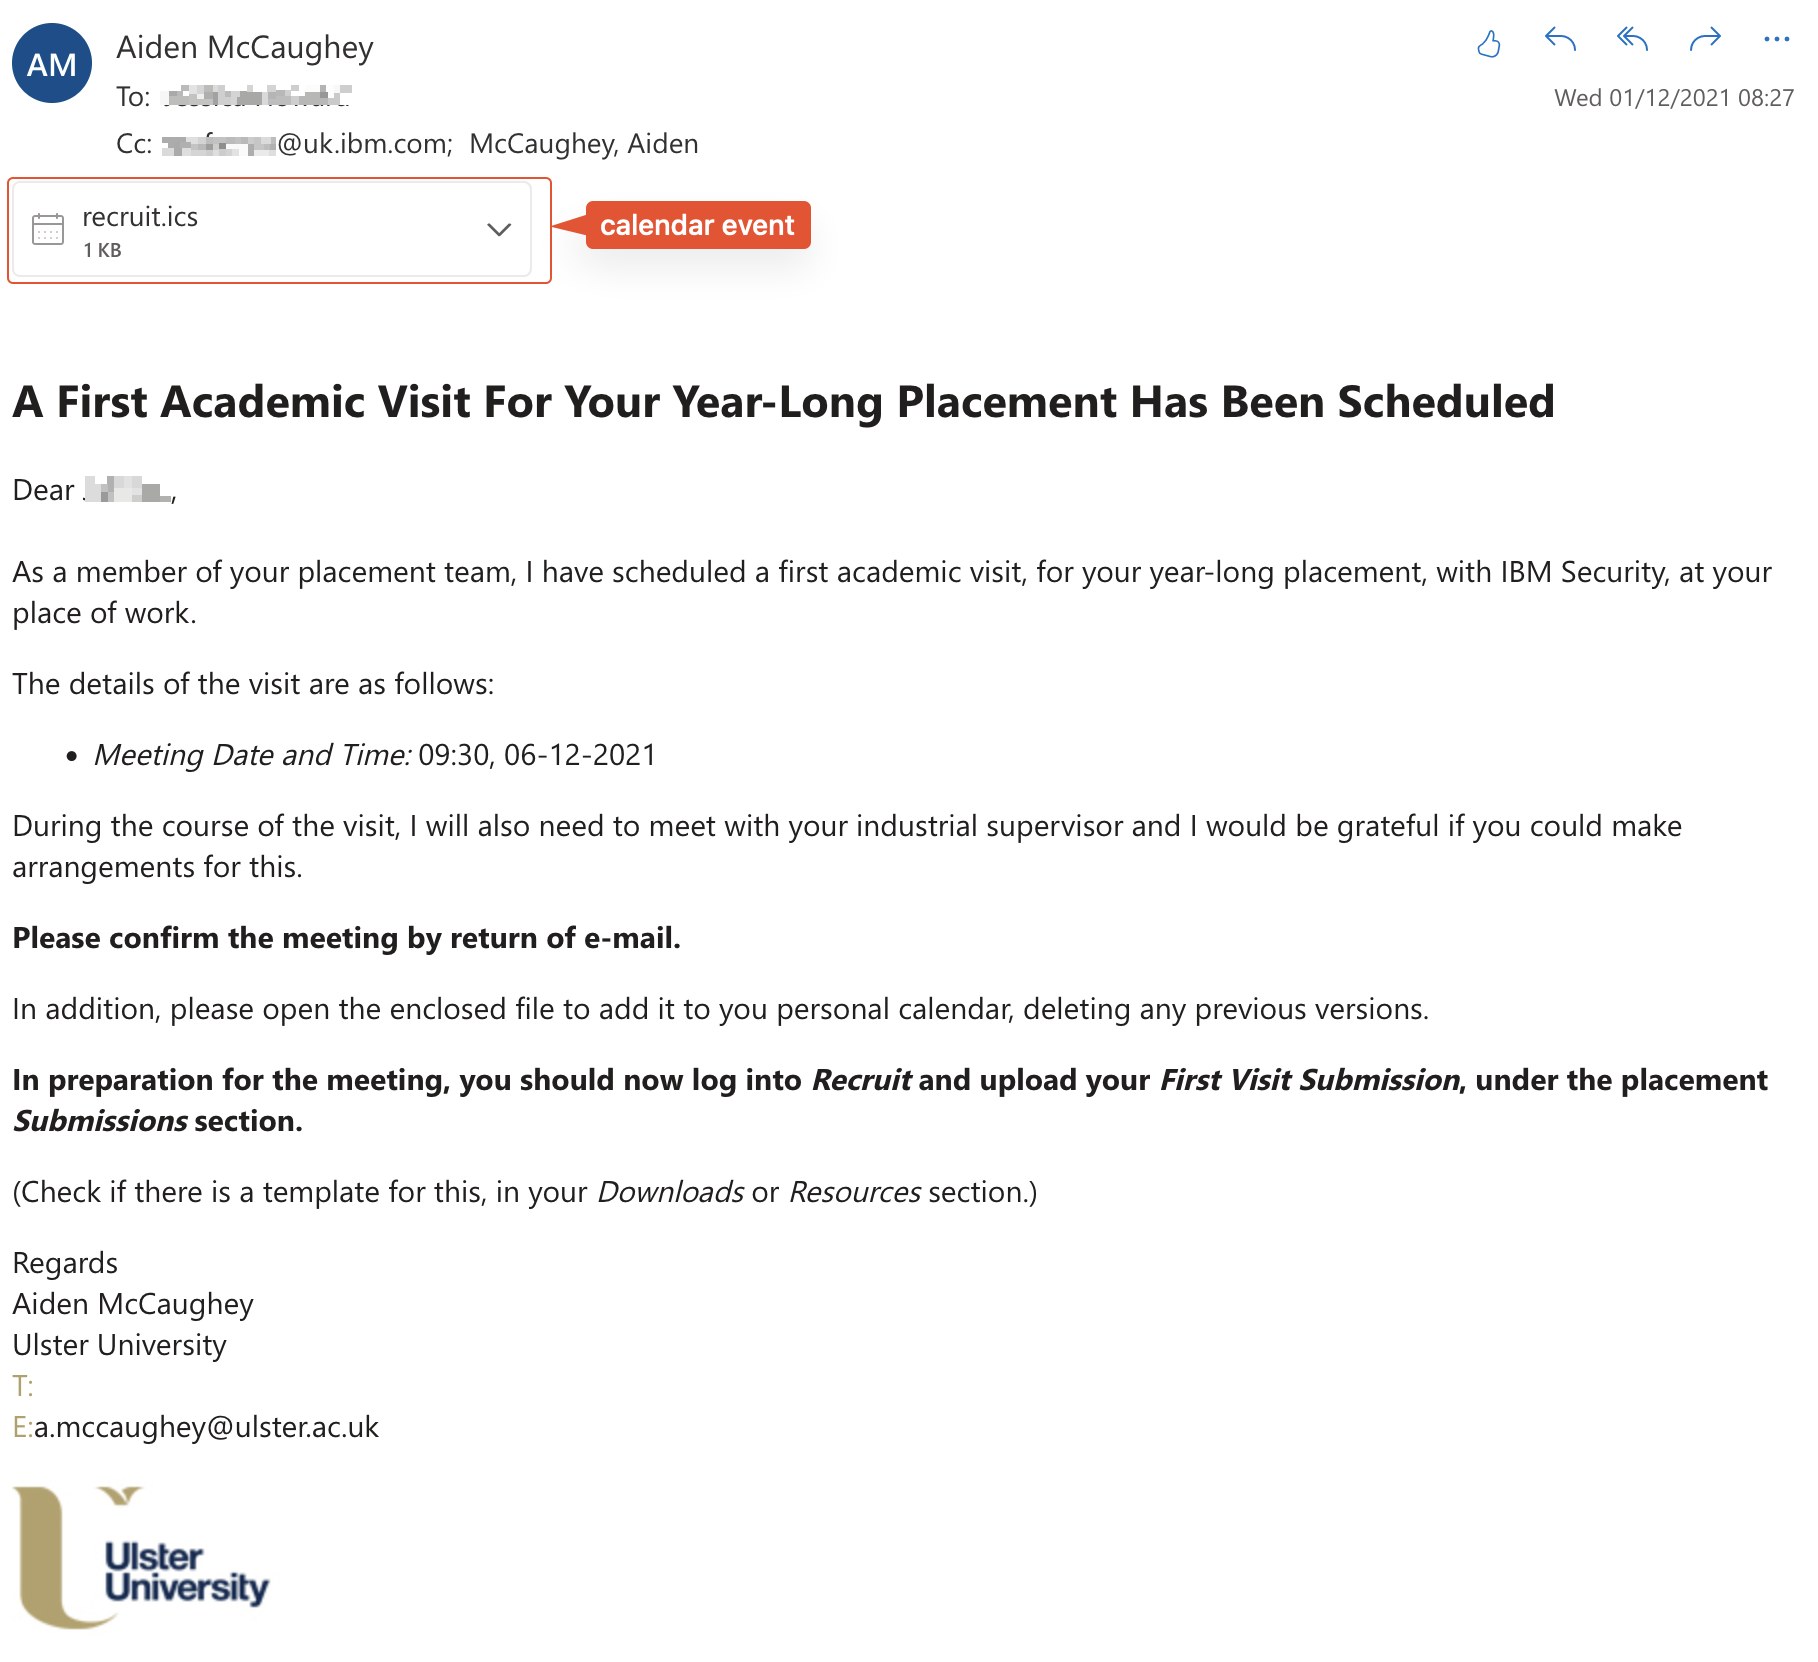 AM
Aiden McCaughey
To:
Wed 01/12/2021 08:27
Cc: @uk.ibm.com; McCaughey, Aiden
recruit.ics
1 KB
calendar event
A First Academic Visit For Your Year-Long Placement Has Been Scheduled
Dear ,
As a member of your placement team, I have scheduled a first academic visit, for your year-long placement, with IBM Security, at your
place of work.
The details of the visit are as follows:
• Meeting Date and Time: 09:30, 06-12-2021
During the course of the visit, I will also need to meet with your industrial supervisor and I would be grateful if you could make
arrangements for this.
Please confirm the meeting by return of e-mail.
In addition, please open the enclosed file to add it to you personal calendar, deleting any previous versions.
In preparation for the meeting, you should now log into Recruit and upload your First Visit Submission, under the placement
Submissions section.
(Check if there is a template for this, in your Downloads or Resources section.)
Regards
Aiden McCaughey
Ulster University
T:
E:a.mccaughey@ulster.ac.uk
Ulster
University